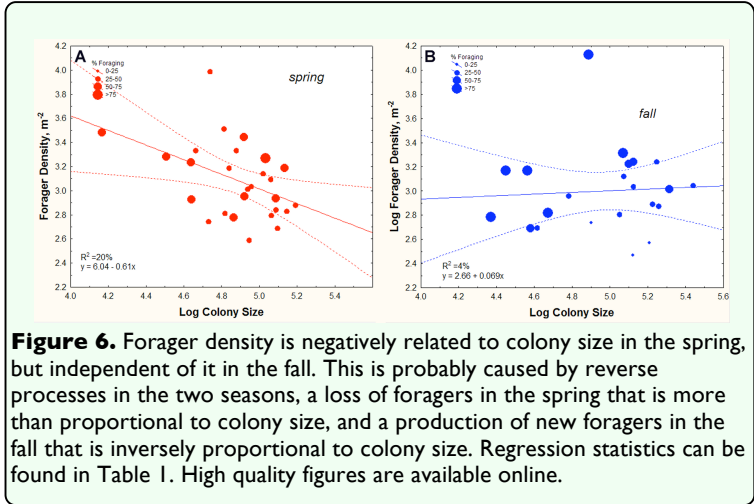 A
% Foraging
0-25
25-50
50-75
>75
spring
Forager Density, m-2
4.2
4.0
3.8
3.6
3.4
3.2
3.0
2.8
2.6
2.4
2.2
R2 =20%
y = 6.04 - 0.61x
4.0 4.2 4.4 4.6 4.8 5.0 5.2 5.4
Log Colony Size
B
% Foraging
0-25
25-50
50-75
>75
fall
Log Forager Density, m-2
4.2
4.0
3.8
3.6
3.4
3.2
3.0
2.8
2.6
2.4
2.2
R2 =4%
y = 2.66 + 0.069x
4.0 4.2 4.4 4.6 4.8 5.0 5.2 5.4 5.6
Log Colony Size
Figure 6. Forager density is negatively related to colony size in the spring,
but independent of it in the fall. This is probably caused by reverse
processes in the two seasons, a loss of foragers in the spring that is more
than proportional to colony size, and a production of new foragers in the
fall that is inversely proportional to colony size. Regression statistics can be
found in Table 1. High quality figures are available online.